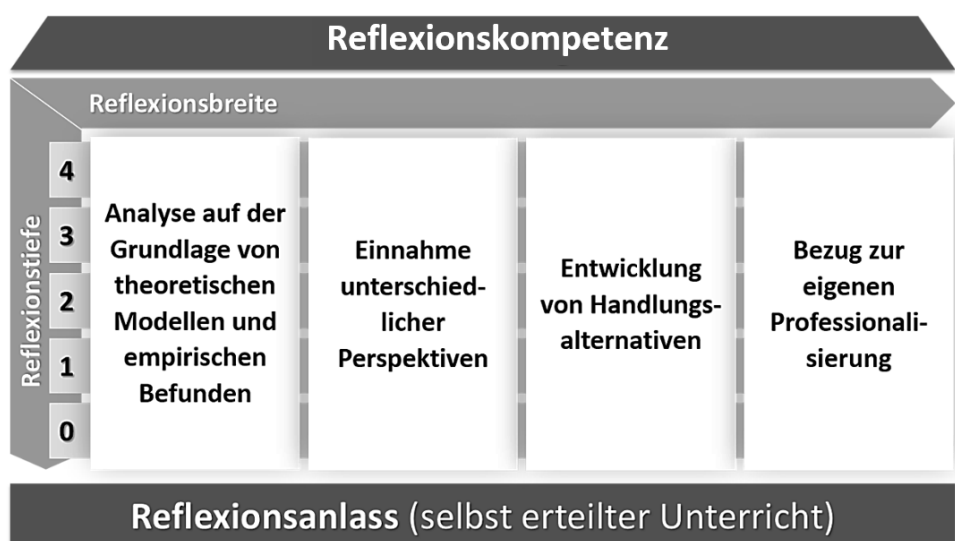 Reflexionskompetenz
Reflexionsbreite
Reflexionstiefe
4
3
2
1
0
Analyse auf der
Grundlage von
theoretischen
Modellen und
empirischen
Befunden
Einnahme
unterschied-
licher
Perspektiven
Entwicklung
von Handlungs-
alternativen
Bezug zur
eigenen
Professionali-
sierung
Reflexionsanlass (selbst erteilter Unterricht)